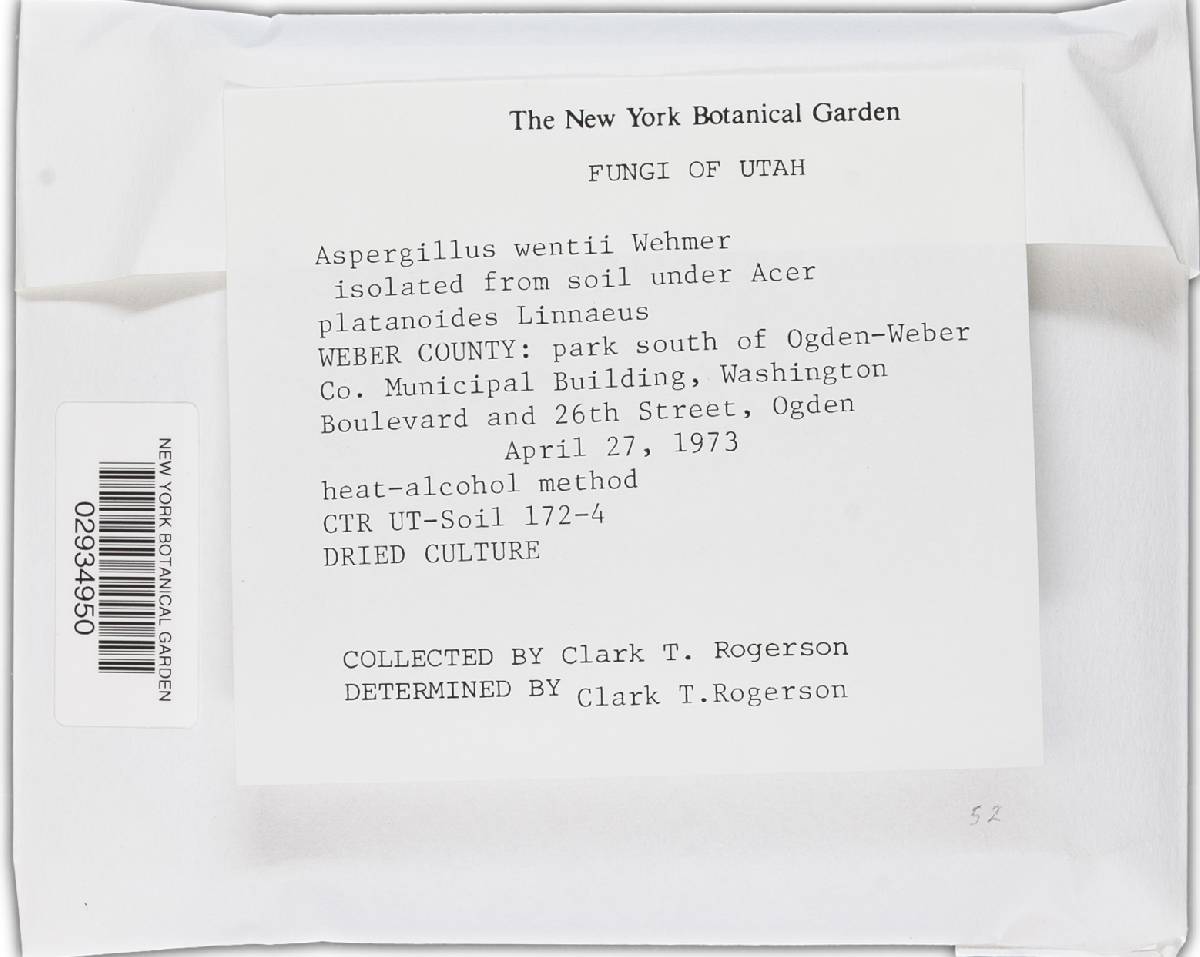 The New York Botanical Garden
FUNGI OF UTAH
Aspergillus wentii Wehmer
isolated from soil under Acer
platanoides Linnaeus
WEBER COUNTY: park south of Ogden-Weber
Co. Municipal Building, Washington
Boulevard and 26th Street, Ogden
April 27, 1973
heat-alcohol method
CTR UT-Soil 172-4
DRIED CULTURE
COLLECTED BY Clark T. Rogerson
DETERMINED BY Clark T.Rogerson
NEW YORK BOTANICAL GARDEN
02934950
52